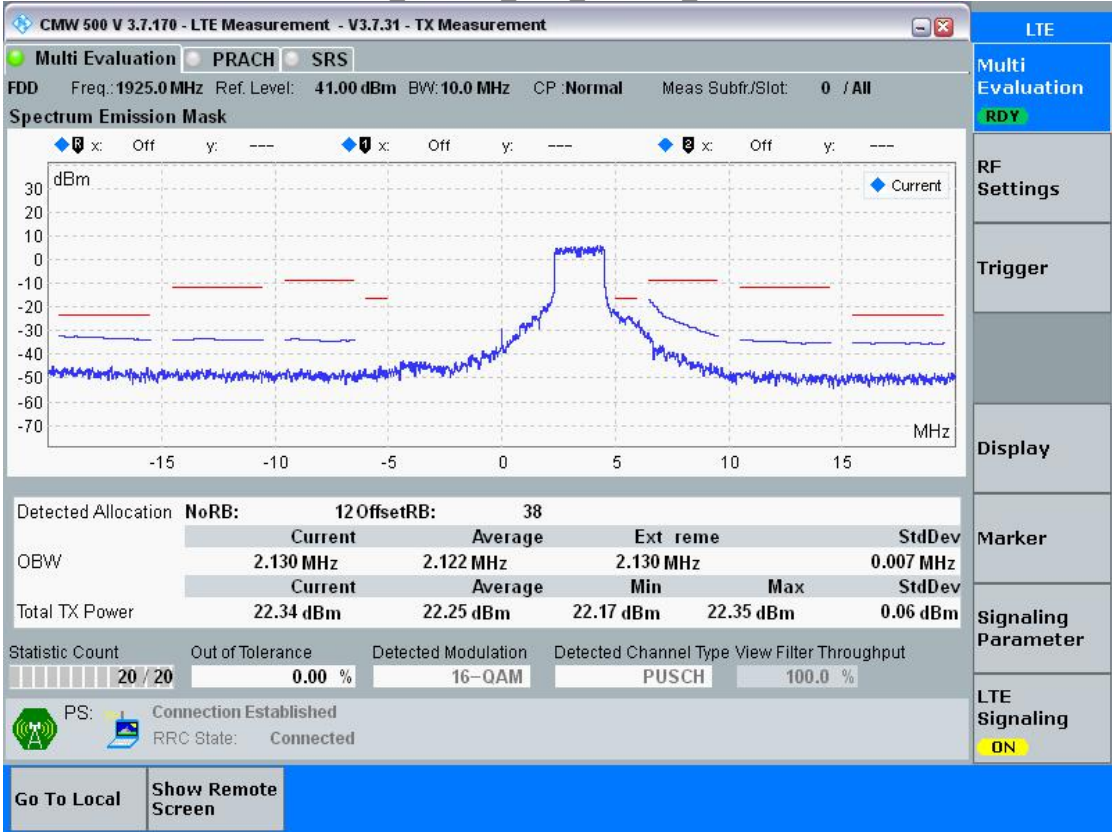 CMW 500 V 3.7.170 - LTE Measurement - V3.7.31 - TX Measurement
LTE
Multi Evaluation PRACH SRS
Multi Evaluation
RDY
FDD Freq.: 1925.0 MHz Ref. Level: 41.00 dBm BW: 10.0 MHz CP : Normal Meas Subfr./Slot: 0 / All
Spectrum Emission Mask
R x: Off y: --- 1 x: Off y: --- 2 x: Off y: ---
RF Settings
dBm
Current
30
20
10
0
-10
-20
-30
-40
-50
-60
-70
MHz
-15 -10 -5 0 5 10 15
Trigger
Display
Detected Allocation NoRB: 12 OffsetRB: 38
Current Average Ext reme StdDev
OBW 2.130 MHz 2.122 MHz 2.130 MHz 0.007 MHz
Current Average Min Max StdDev
Total TX Power 22.34 dBm 22.25 dBm 22.17 dBm 22.35 dBm 0.06 dBm
Marker
Signaling Parameter
Statistic Count Out of Tolerance Detected Modulation Detected Channel Type View Filter Throughput
20 / 20 0.00 % 16-QAM PUSCH 100.0 %
PS: Connection Established
RRC State: Connected
LTE Signaling
ON
Go To Local
Show Remote Screen